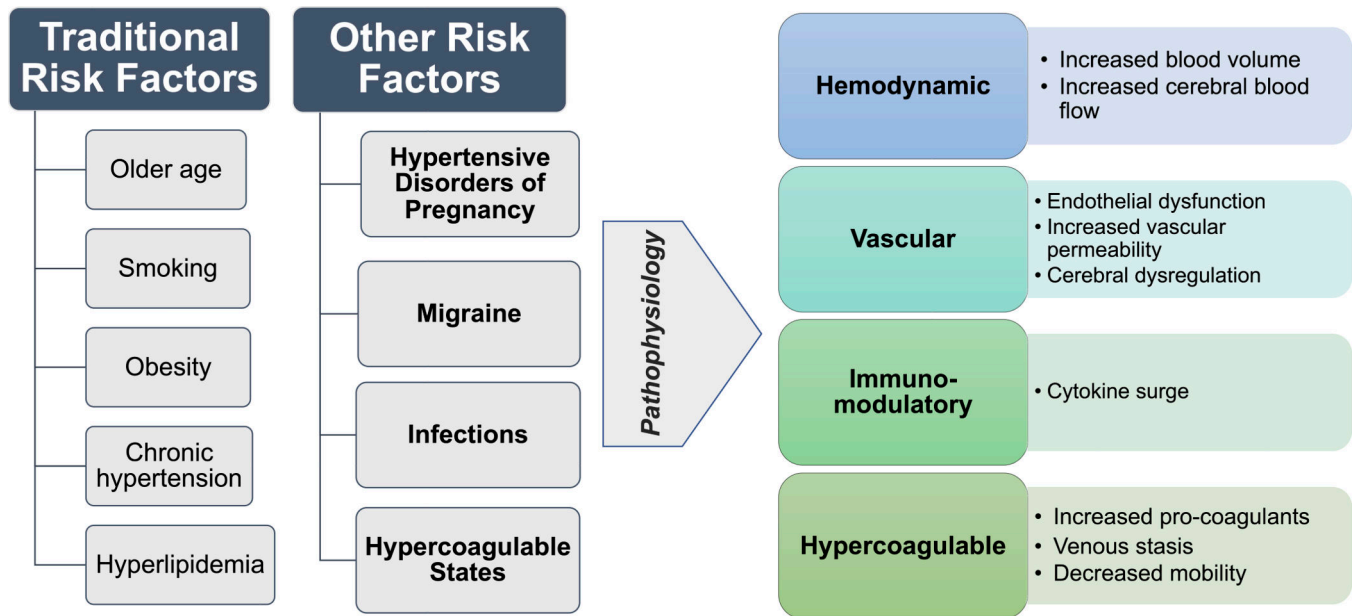 Traditional
Risk Factors
Older age
Smoking
Obesity
Chronic
hypertension
Hyperlipidemia
Other Risk
Factors
Hypertensive
Disorders of
Pregnancy
Migraine
Infections
Hypercoagulable
States
Pathophysiology
Hemodynamic
• Increased blood volume
• Increased cerebral blood
flow
Vascular
• Endothelial dysfunction
• Increased vascular
permeability
• Cerebral dysregulation
Immuno-
modulatory
• Cytokine surge
Hypercoagulable
• Increased pro-coagulants
• Venous stasis
• Decreased mobility